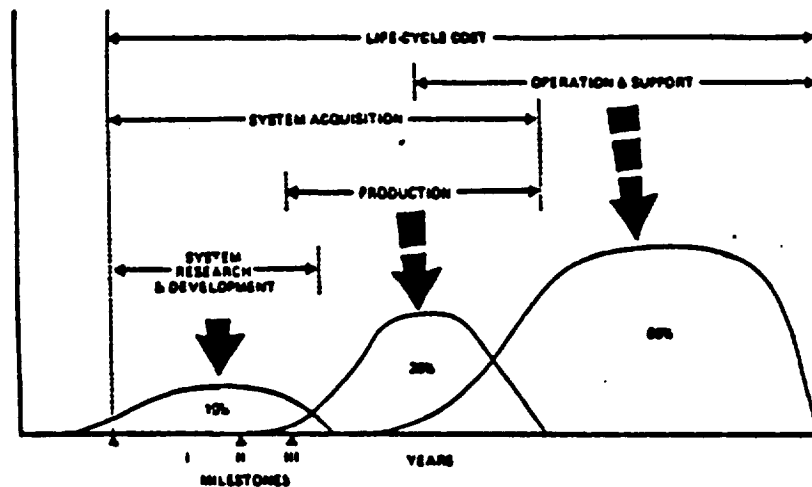 LIFE-CYCLE COST
OPERATION & SUPPORT
SYSTEM ACQUISITION
PRODUCTION
SYSTEM
RESEARCH
& DEVELOPMENT
10%
I II III
MILESTONES
YEARS